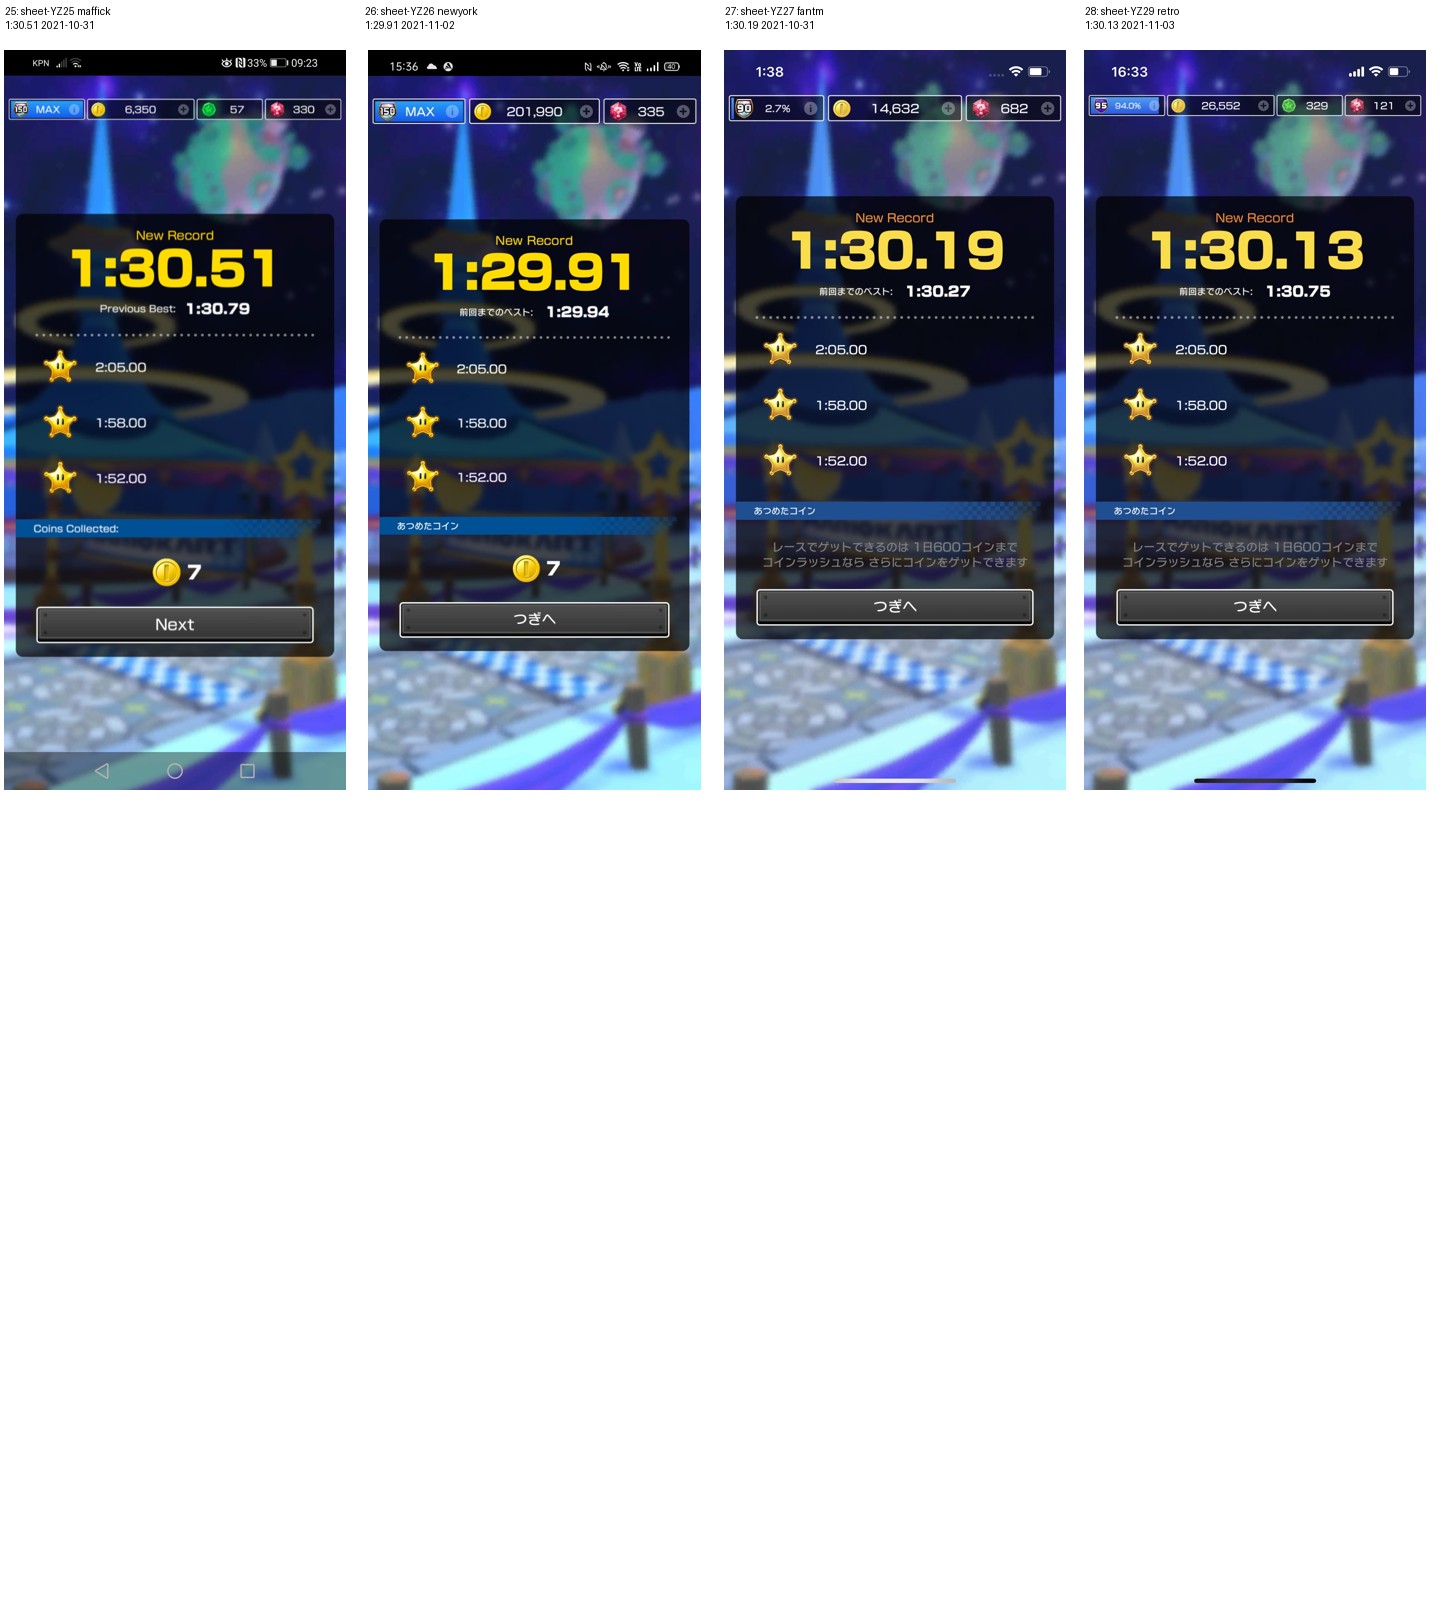 25: sheet-YZ25 maffick
1:30.51 2021-10-31
KPN 33% 09:23
150 MAX 6,350 57 330
New Record
1:30.51
Previous Best: 1:30.79
2:05.00
1:58.00
1:52.00
Coins Collected:
7
Next
26: sheet-YZ26 newyork
1:29.91 2021-11-02
15:36 40
150 MAX 201,990 335
New Record
1:29.91
前回までのベスト: 1:29.94
2:05.00
1:58.00
1:52.00
あつめたコイン
7
つぎへ
27: sheet-YZ27 fantm
1:30.19 2021-10-31
1:38
90 2.7% 14,632 682
New Record
1:30.19
前回までのベスト: 1:30.27
2:05.00
1:58.00
1:52.00
あつめたコイン
レースでゲットできるのは 1日600コインまで
コインラッシュなら さらにコインをゲットできます
つぎへ
28: sheet-YZ29 retro
1:30.13 2021-11-03
16:33
95 94.0% 26,552 329 121
New Record
1:30.13
前回までのベスト: 1:30.75
2:05.00
1:58.00
1:52.00
あつめたコイン
レースでゲットできるのは 1日600コインまで
コインラッシュなら さらにコインをゲットできます
つぎへ